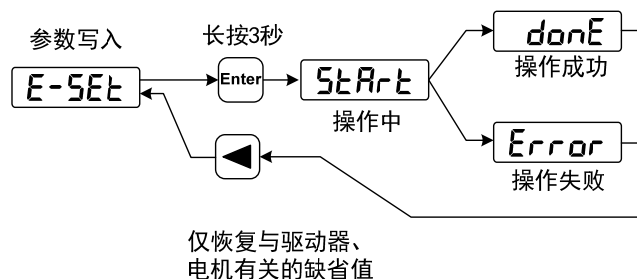 参数写入
E-SEt
长按3秒
Enter
StArt
操作中
donE
操作成功
Error
操作失败
仅恢复与驱动器、
电机有关的缺省值